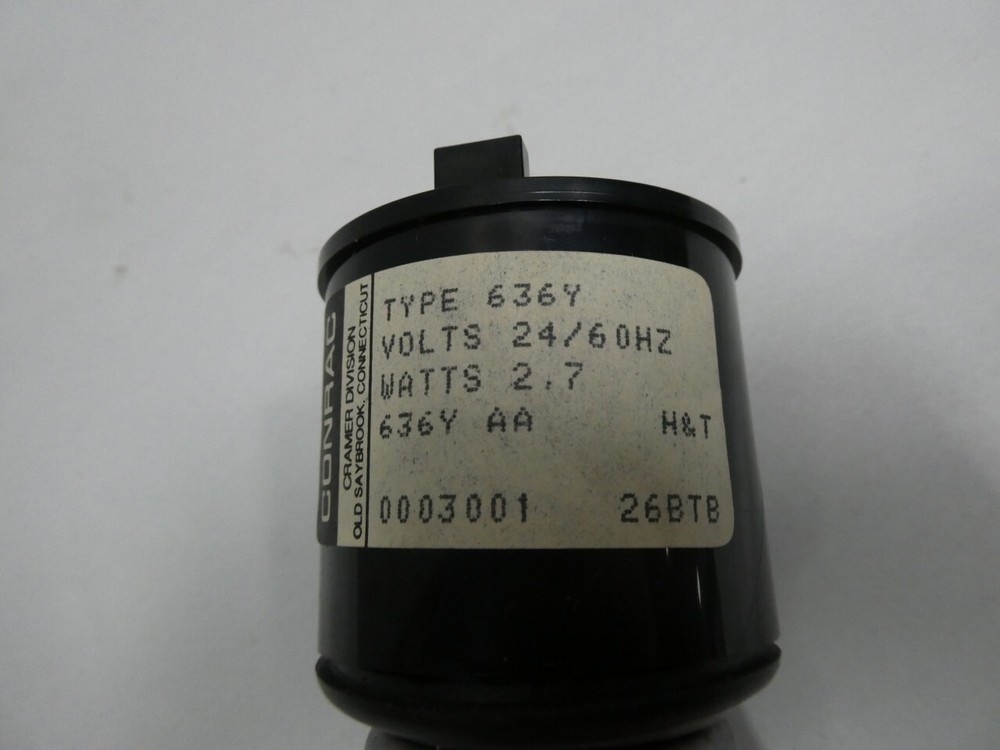 CONRAC
CRAMER DIVISION
OLD SAYBROOK, CONNECTICUT
TYPE 636Y
VOLTS 24/60HZ
WATTS 2.7
636Y AA H&T
0003001 26BTB